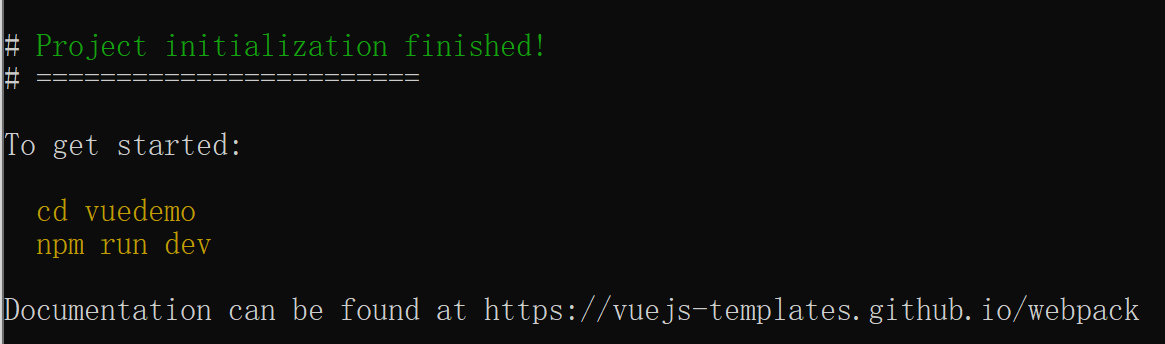 # Project initialization finished!
# ========================
To get started:
cd vuedemo
npm run dev
Documentation can be found at https://vuejs-templates.github.io/webpack